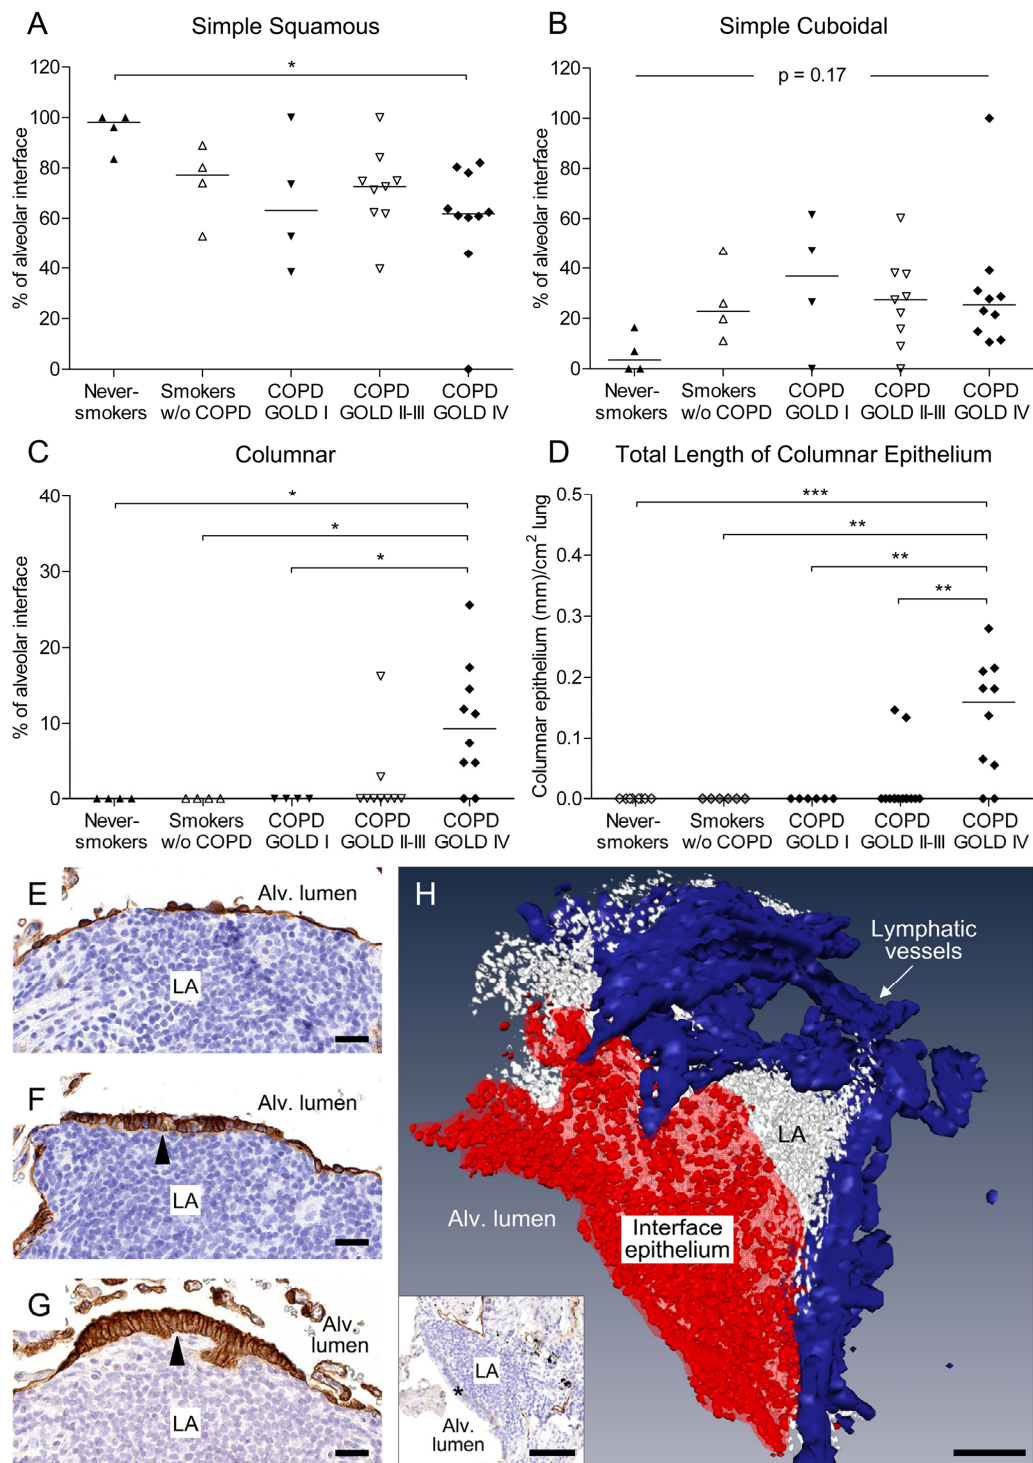 A
Simple Squamous
% of alveolar interface
120
100
80
60
40
20
0
*
Never-
smokers
Smokers
w/o COPD
COPD
GOLD I
COPD
GOLD II-III
COPD
GOLD IV
B
Simple Cuboidal
% of alveolar interface
120
100
80
60
40
20
0
p = 0.17
Never-
smokers
Smokers
w/o COPD
COPD
GOLD I
COPD
GOLD II-III
COPD
GOLD IV
C
Columnar
% of alveolar interface
40
30
20
10
0
*
*
*
Never-
smokers
Smokers
w/o COPD
COPD
GOLD I
COPD
GOLD II-III
COPD
GOLD IV
D
Total Length of Columnar Epithelium
Columnar epithelium (mm)/cm² lung
0.5
0.4
0.3
0.2
0.1
0.0
***
**
**
**
Never-
smokers
Smokers
w/o COPD
COPD
GOLD I
COPD
GOLD II-III
COPD
GOLD IV
E
Alv. lumen
LA
F
Alv. lumen
LA
G
Alv.
lumen
LA
H
Lymphatic
vessels
LA
Alv. lumen
Interface
epithelium
LA
*
Alv.
lumen